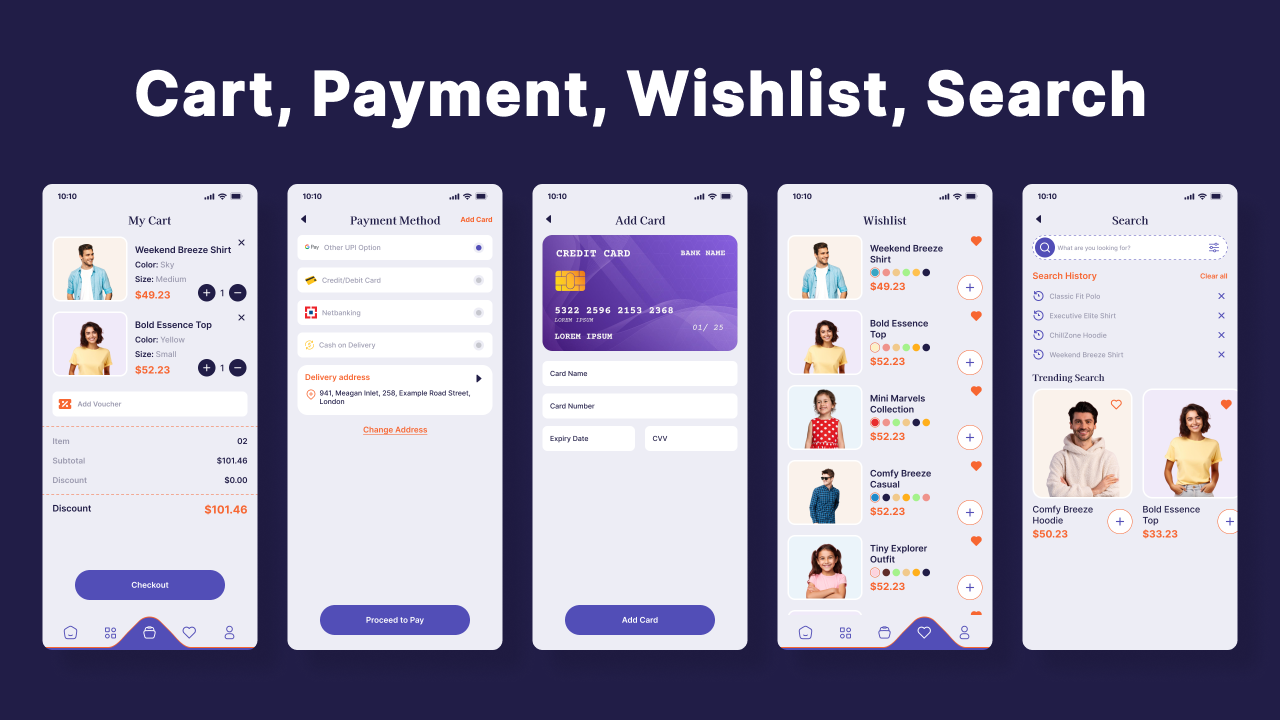 Cart, Payment, Wishlist, Search
10:10
My Cart
Weekend Breeze Shirt
Color: Sky
Size: Medium
$49.23
1
Bold Essence Top
Color: Yellow
Size: Small
$52.23
1
Add Voucher
Item 02
Subtotal $101.46
Discount $0.00
Discount $101.46
Checkout
10:10
Payment Method
Add Card
G Pay Other UPI Option
Credit/Debit Card
Netbanking
Cash on Delivery
Delivery address
941, Meagan Inlet, 258, Example Road Street,
London
Change Address
Proceed to Pay
10:10
Add Card
CREDIT CARD BANK NAME
5322 2596 2153 2368
LOREM IPSUM
01/ 25
LOREM IPSUM
Card Name
Card Number
Expiry Date CVV
Add Card
10:10
Wishlist
Weekend Breeze
Shirt
$49.23
Bold Essence
Top
$52.23
Mini Marvels
Collection
$52.23
Comfy Breeze
Casual
$52.23
Tiny Explorer
Outfit
$52.23
10:10
Search
What are you looking for?
Search History Clear all
Classic Fit Polo
Executive Elite Shirt
ChillZone Hoodie
Weekend Breeze Shirt
Trending Search
Comfy Breeze
Hoodie
$50.23
Bold Essence
Top
$33.23